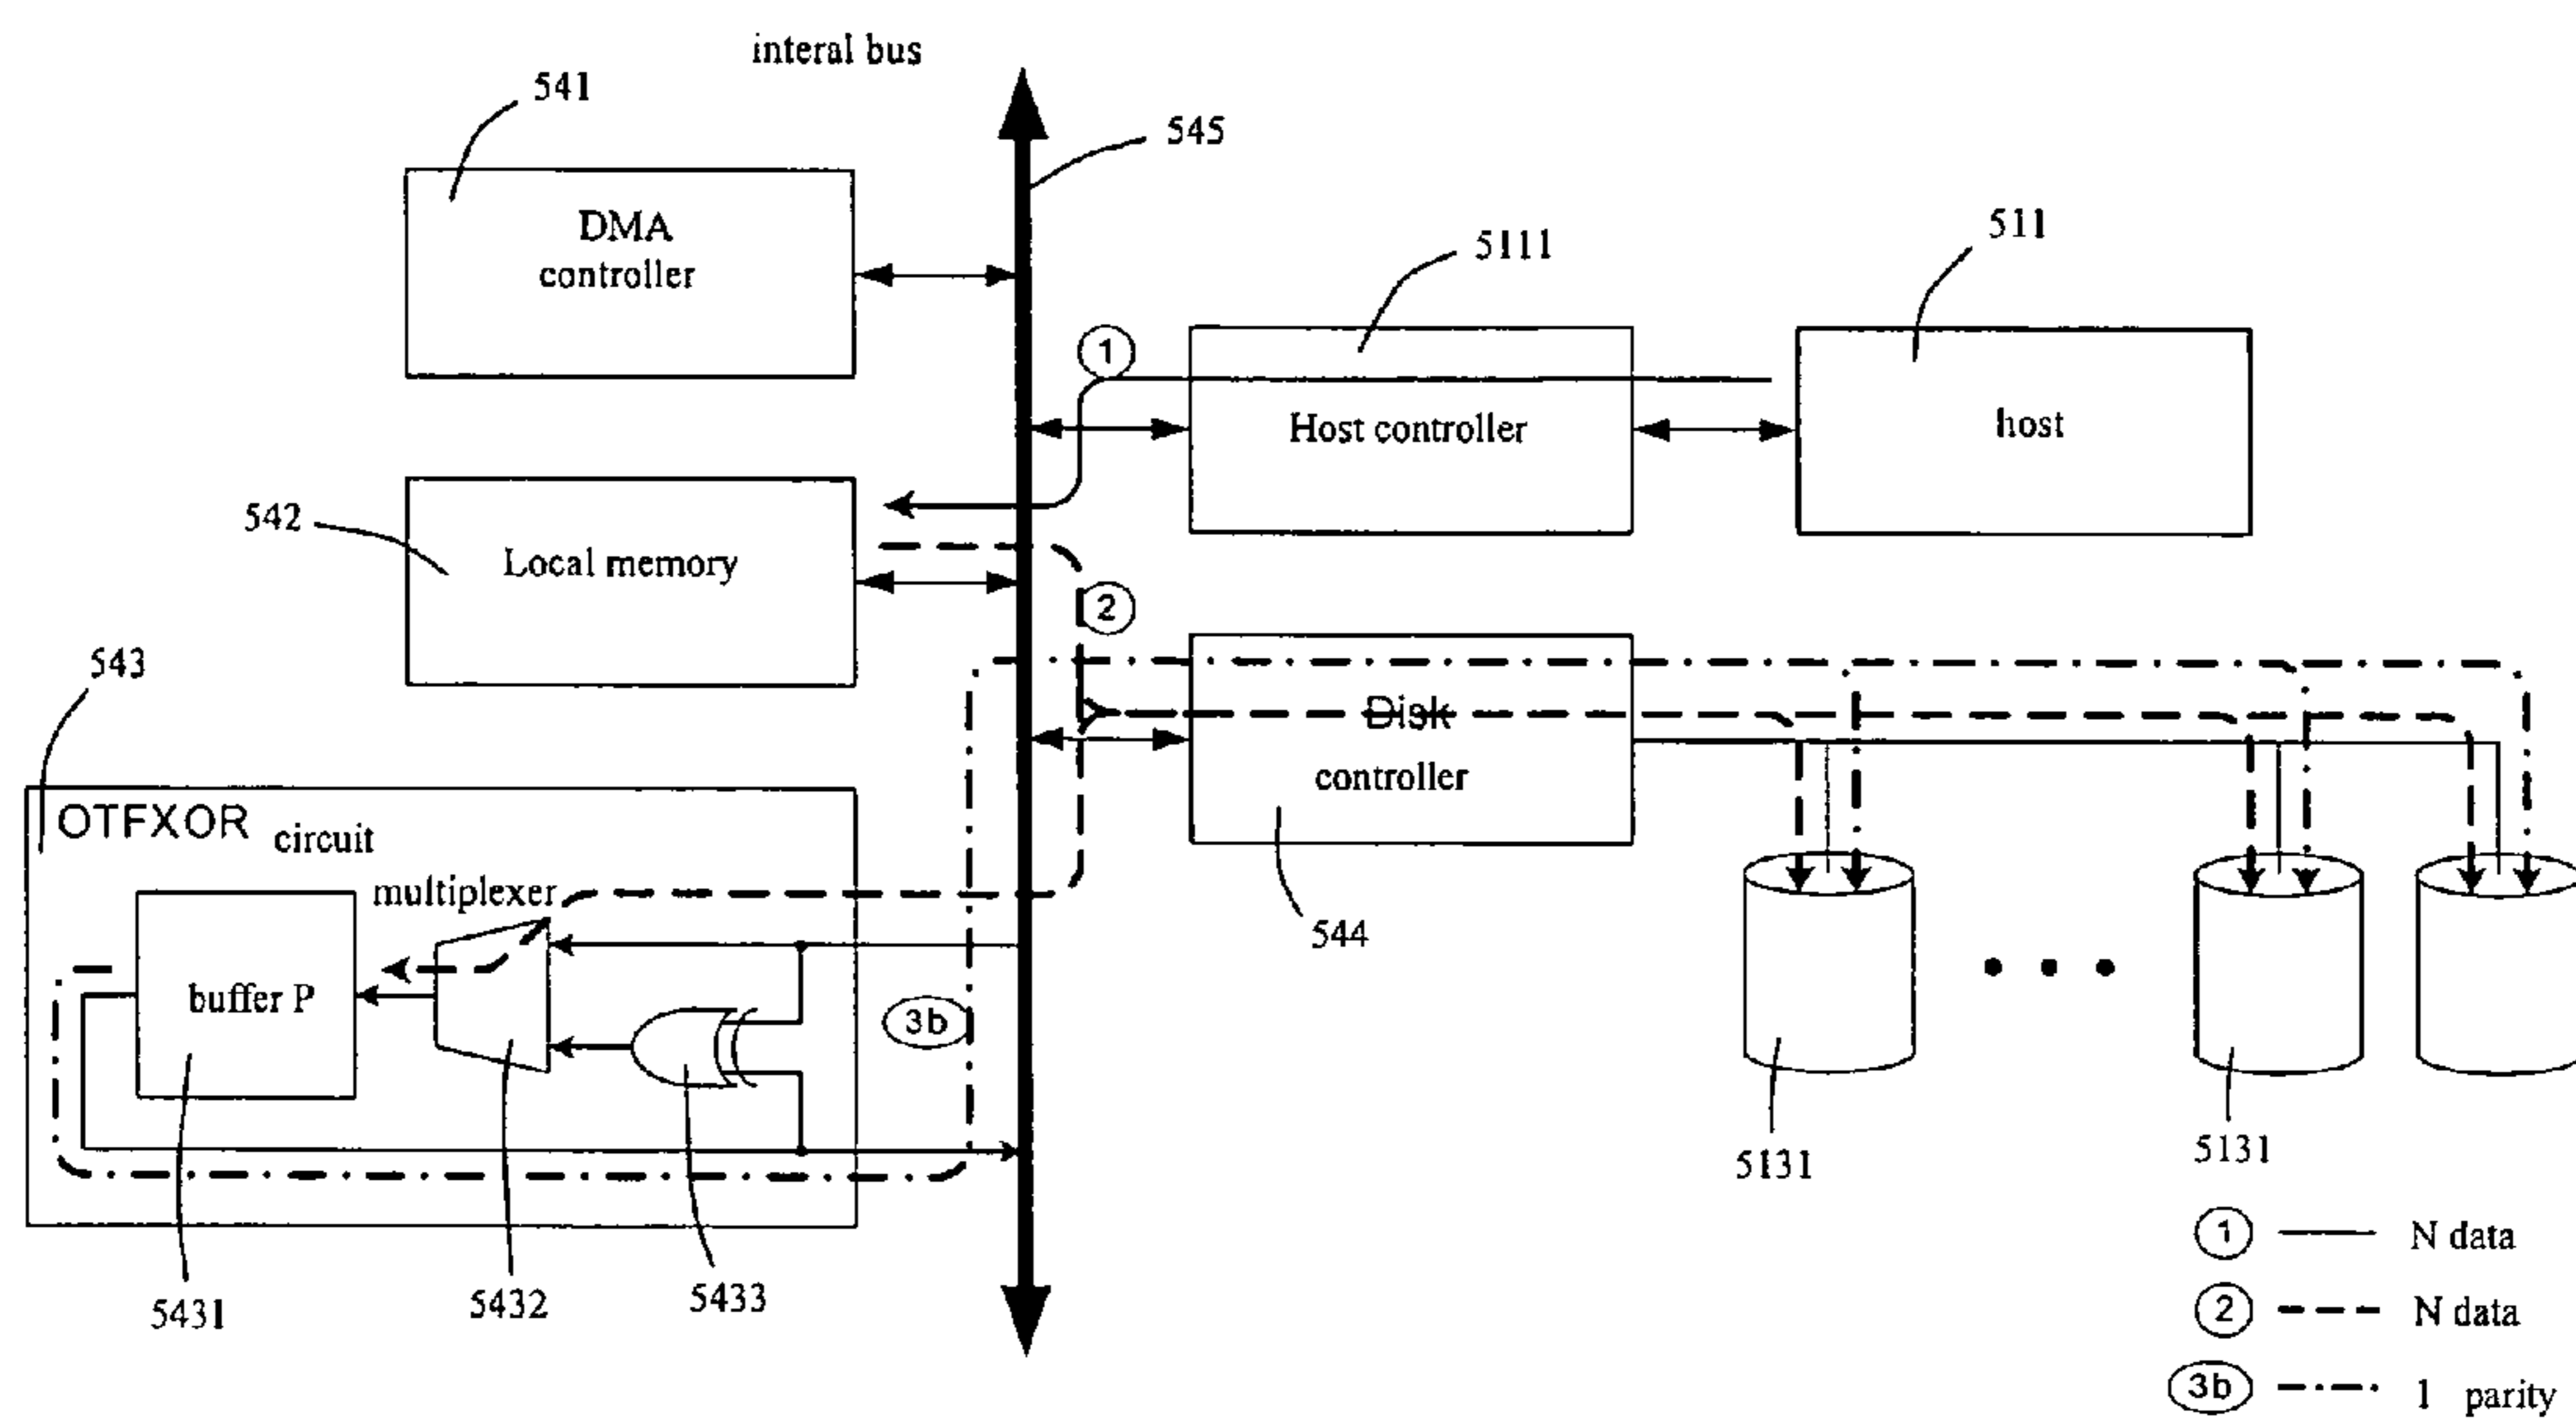 interal bus
541
545
DMA
controller
5111
511
1
Host controller
host
542
Local memory
2
543
Disk
controller
OTFXOR circuit
multiplexer
544
buffer P
3b
5131
5131
5431
5432
5433
1 N data
2 N data
3b 1 parity